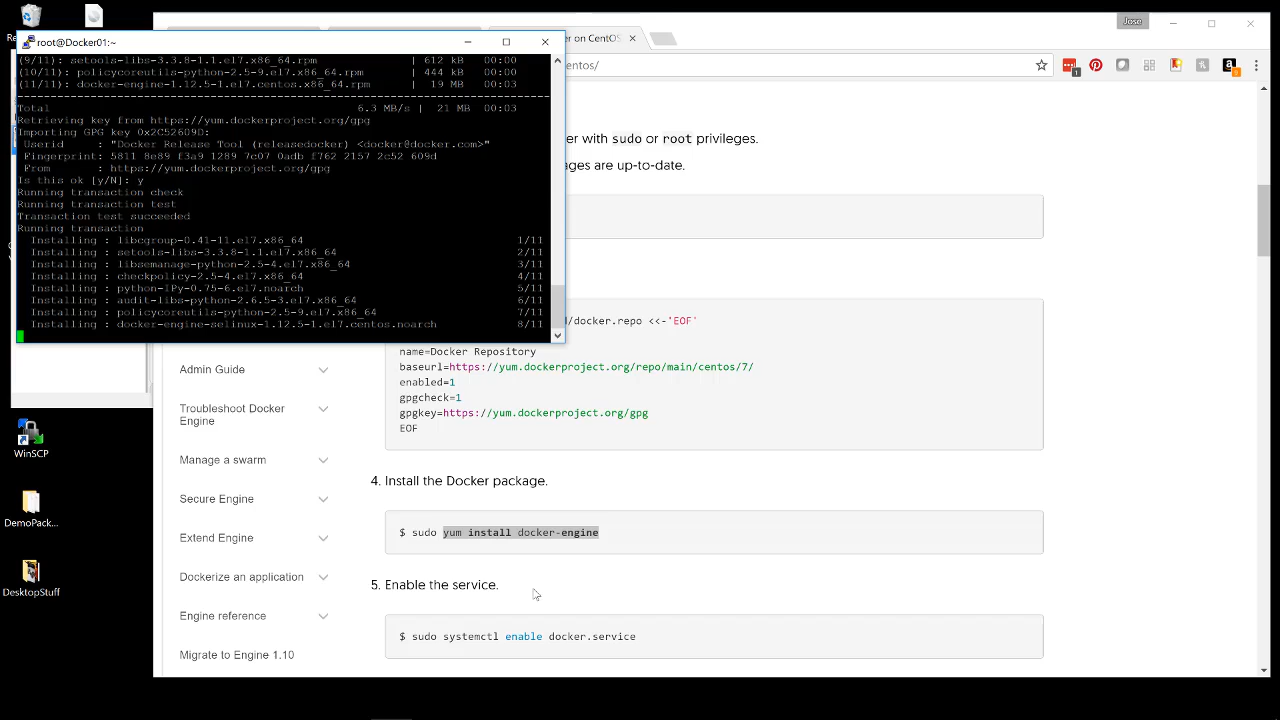 Jose
root@Docker01:~
er on CentOS
entos/
(9/11): setools-libs-3.3.8-1.1.el7.x86_64.rpm | 612 kB 00:00
(10/11): policycoreutils-python-2.5-9.el7.x86_64.rpm | 444 kB 00:00
(11/11): docker-engine-1.12.5-1.el7.centos.x86_64.rpm | 19 MB 00:03
Total 6.3 MB/s | 21 MB 00:03
Retrieving key from https://yum.dockerproject.org/gpg
Importing GPG key 0x2C52609D:
Userid : "Docker Release Tool (releasedocker) <docker@docker.com>"
Fingerprint: 5811 8e89 f3a9 1289 7c07 0adb f762 2157 2c52 609d
From : https://yum.dockerproject.org/gpg
Is this ok [y/N]: y
Running transaction check
Running transaction test
Transaction test succeeded
Running transaction
Installing : libcgroup-0.41-11.el7.x86_64 1/11
Installing : setools-libs-3.3.8-1.1.el7.x86_64 2/11
Installing : libsemanage-python-2.5-4.el7.x86_64 3/11
Installing : checkpolicy-2.5-4.el7.x86_64 4/11
Installing : python-IPy-0.75-6.el7.noarch 5/11
Installing : audit-libs-python-2.6.5-3.el7.x86_64 6/11
Installing : policycoreutils-python-2.5-9.el7.x86_64 7/11
Installing : docker-engine-selinux-1.12.5-1.el7.centos.noarch 8/11
er with sudo or root privileges.
ages are up-to-date.
/docker.repo <<-'EOF'
name=Docker Repository
baseurl=https://yum.dockerproject.org/repo/main/centos/7/
enabled=1
gpgcheck=1
gpgkey=https://yum.dockerproject.org/gpg
EOF
4. Install the Docker package.
$ sudo yum install docker-engine
5. Enable the service.
$ sudo systemctl enable docker.service
Admin Guide
Troubleshoot Docker
Engine
Manage a swarm
Secure Engine
Extend Engine
Dockerize an application
Engine reference
Migrate to Engine 1.10
WinSCP
DemoPack...
DesktopStuff